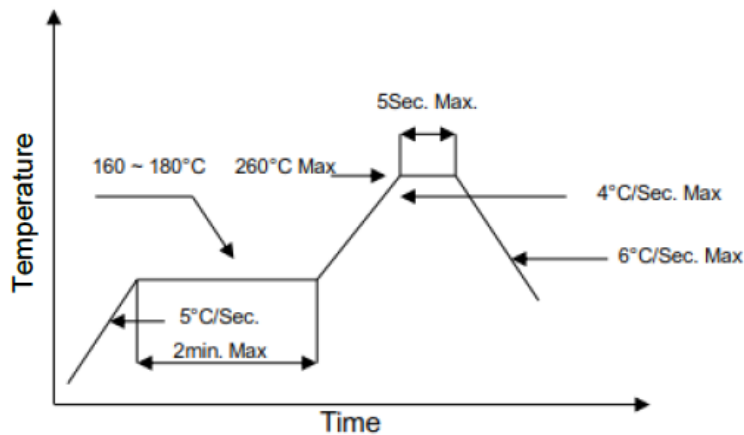 5Sec. Max.
160 ~ 180°C
260°C Max
4°C/Sec. Max
6°C/Sec. Max
5°C/Sec.
2min. Max
Temperature
Time